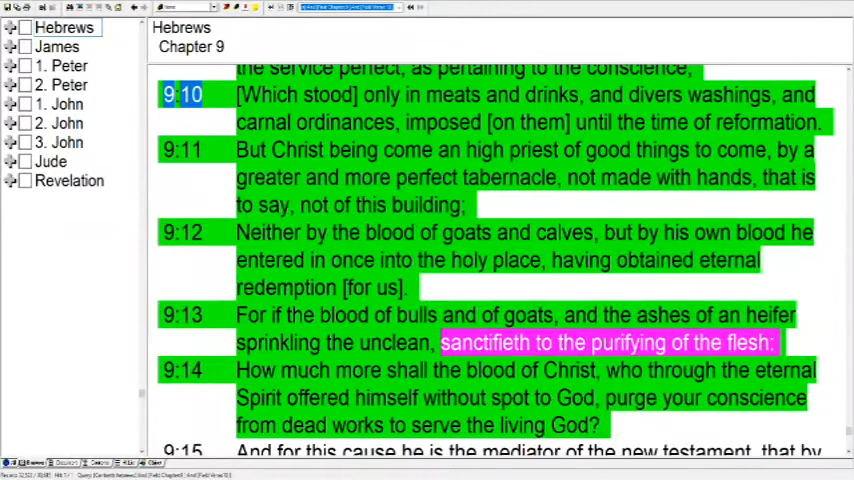 Hebrews
James
1. Peter
2. Peter
1. John
2. John
3. John
Jude
Revelation
Hebrews
Chapter 9
the service perfect, as pertaining to the conscience;
9:10 [Which stood] only in meats and drinks, and divers washings, and
carnal ordinances, imposed [on them] until the time of reformation.
9:11 But Christ being come an high priest of good things to come, by a
greater and more perfect tabernacle, not made with hands, that is
to say, not of this building;
9:12 Neither by the blood of goats and calves, but by his own blood he
entered in once into the holy place, having obtained eternal
redemption [for us].
9:13 For if the blood of bulls and of goats, and the ashes of an heifer
sprinkling the unclean, sanctifieth to the purifying of the flesh:
9:14 How much more shall the blood of Christ, who through the eternal
Spirit offered himself without spot to God, purge your conscience
from dead works to serve the living God?
9:15 And for this cause he is the mediator of the new testament, that by